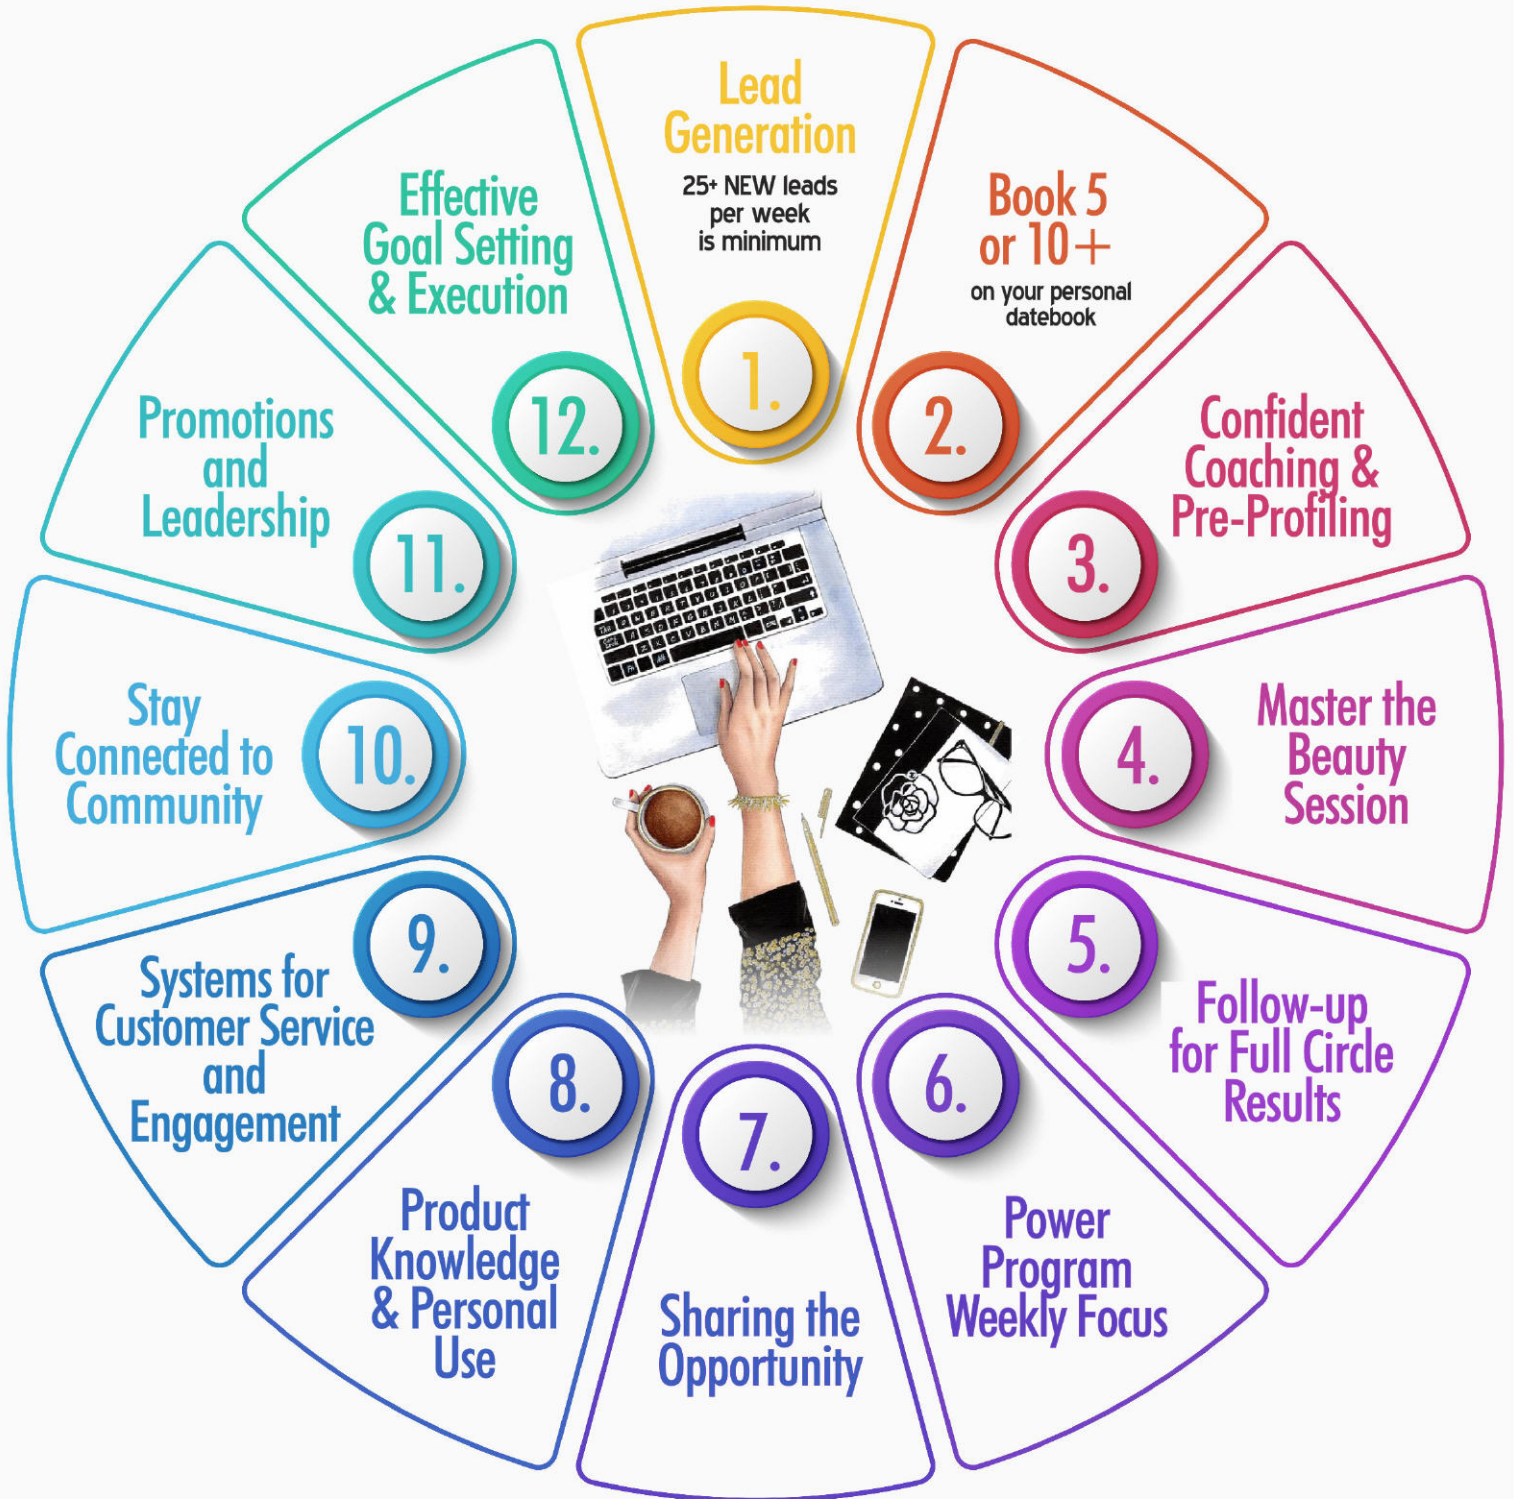 Lead
Generation
25+ NEW leads
per week
is minimum
1.
Book 5
or 10+
on your personal
datebook
2.
Confident
Coaching &
Pre-Profiling
3.
Master the
Beauty
Session
4.
Follow-up
for Full Circle
Results
5.
Power
Program
Weekly Focus
6.
Sharing the
Opportunity
7.
Product
Knowledge
& Personal
Use
8.
Systems for
Customer Service
and
Engagement
9.
Stay
Connected to
Community
10.
Promotions
and
Leadership
11.
Effective
Goal Setting
& Execution
12.